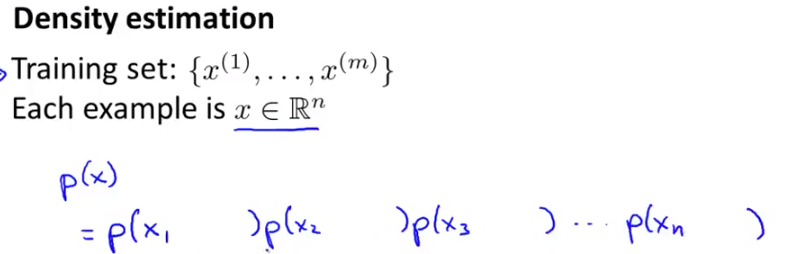 Density estimation
Training set: {x^(1), . . . , x^(m)}
Each example is x ∈ ℝ^n
p(x)
= p(x₁ )p(x₂ )p(x₃ ) ... p(xₙ )